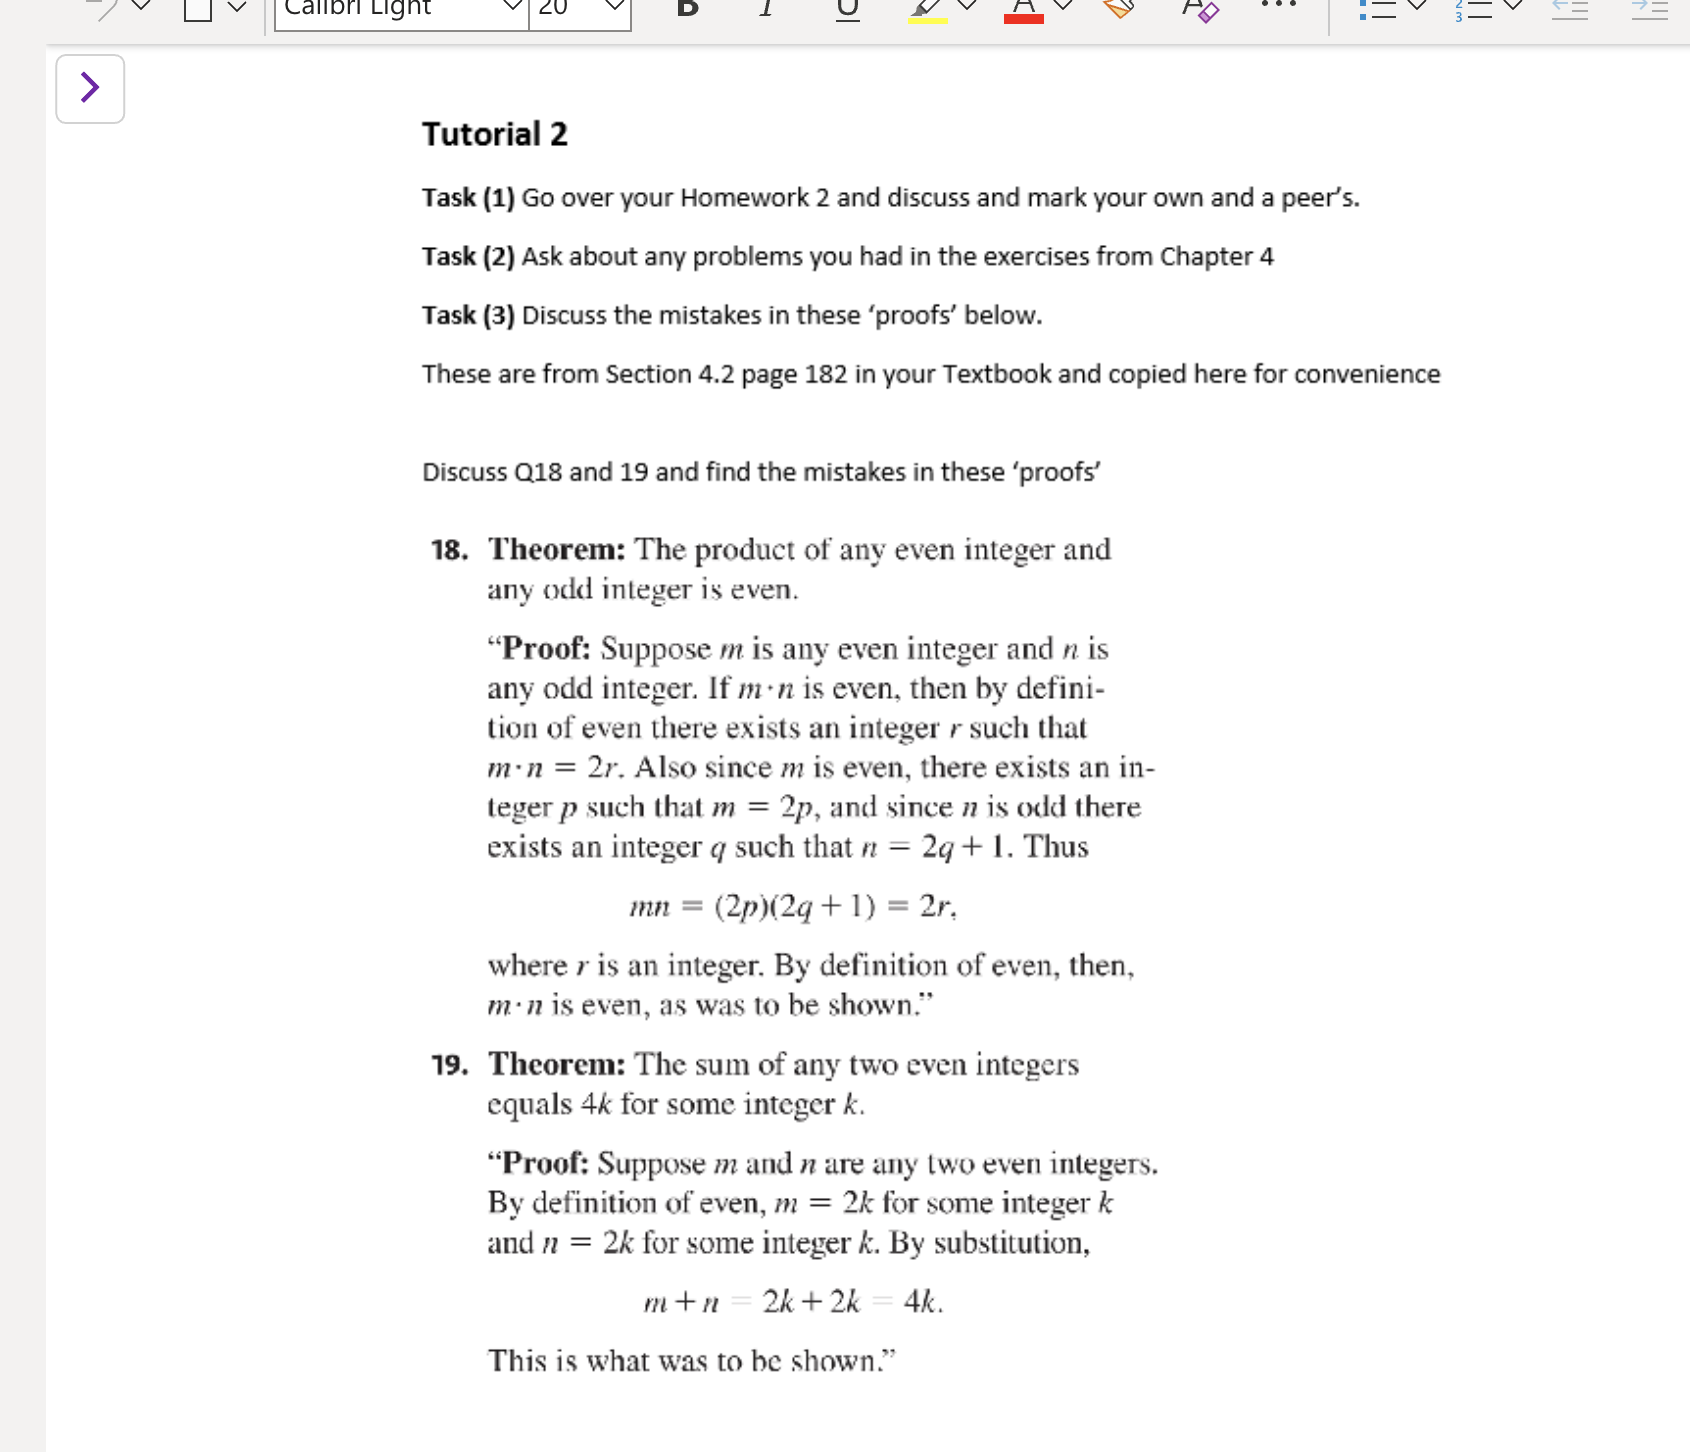 Calibri Light 20 B I U A A
Tutorial 2
Task (1) Go over your Homework 2 and discuss and mark your own and a peer’s.
Task (2) Ask about any problems you had in the exercises from Chapter 4
Task (3) Discuss the mistakes in these ‘proofs’ below.
These are from Section 4.2 page 182 in your Textbook and copied here for convenience
Discuss Q18 and 19 and find the mistakes in these ‘proofs’
18. Theorem: The product of any even integer and
any odd integer is even.
“Proof: Suppose m is any even integer and n is
any odd integer. If m·n is even, then by defini-
tion of even there exists an integer r such that
m·n = 2r. Also since m is even, there exists an in-
teger p such that m = 2p, and since n is odd there
exists an integer q such that n = 2q + 1. Thus
mn = (2p)(2q + 1) = 2r,
where r is an integer. By definition of even, then,
m·n is even, as was to be shown.”
19. Theorem: The sum of any two even integers
equals 4k for some integer k.
“Proof: Suppose m and n are any two even integers.
By definition of even, m = 2k for some integer k
and n = 2k for some integer k. By substitution,
m + n = 2k + 2k = 4k.
This is what was to be shown.”